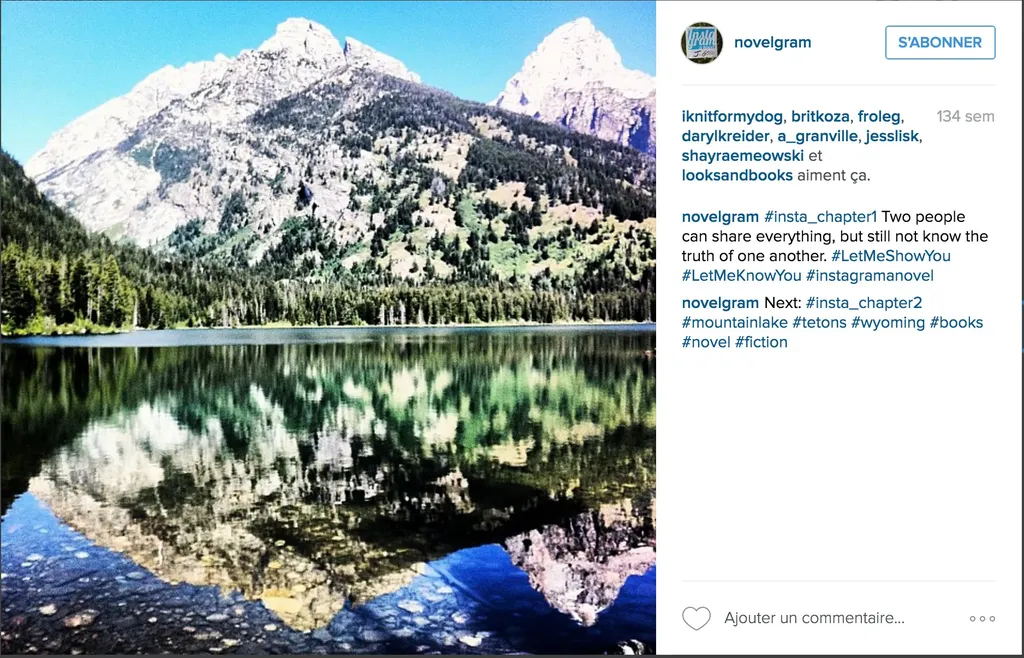 novelgram
S'ABONNER
iknitformydog, britkoza, froleg,
134 sem
darylkreider, a_granville, jesslisk,
shayraemeowski et
looksandbooks aiment ça.
novelgram #insta_chapter1 Two people
can share everything, but still not know the
truth of one another. #LetMeShowYou
#LetMeKnowYou #instagramanovel
novelgram Next: #insta_chapter2
#mountainlake #tetons #wyoming #books
#novel #fiction
Ajouter un commentaire...